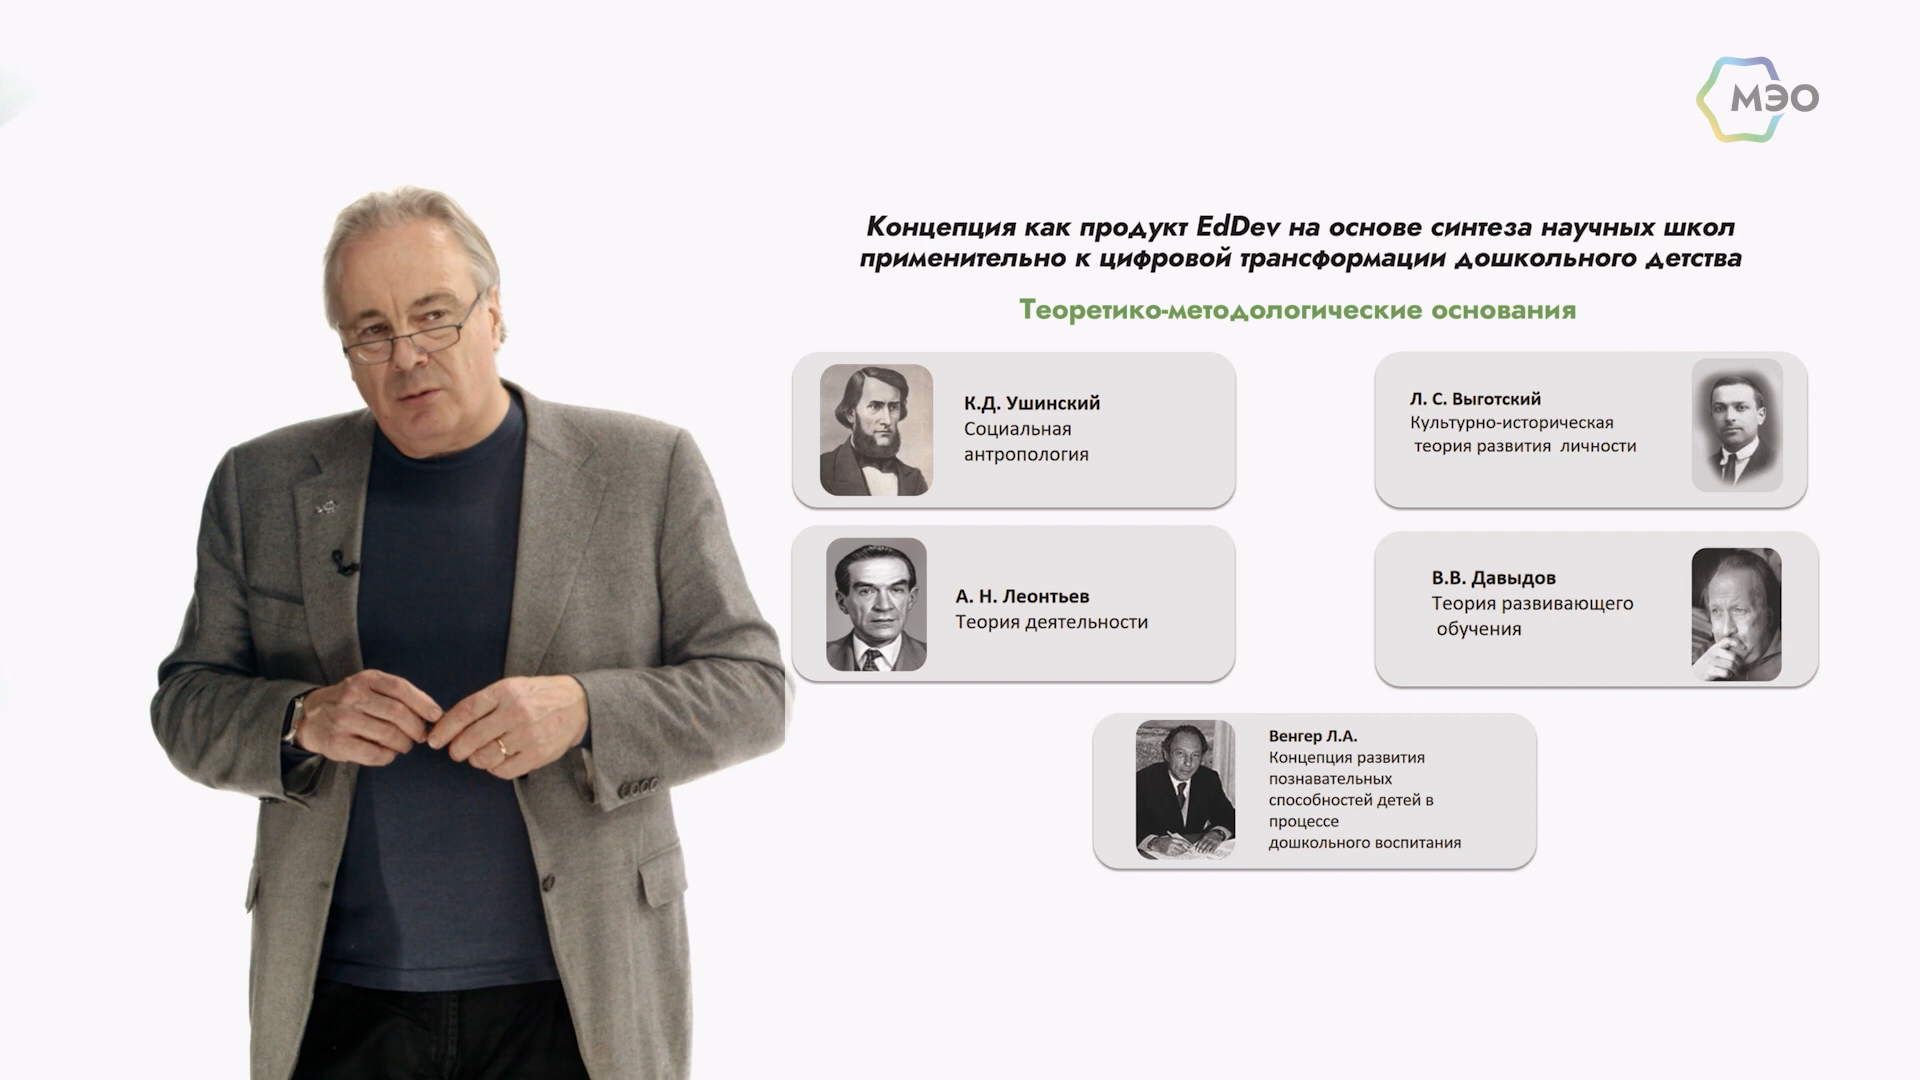 МЭО
Концепция как продукт EdDev на основе синтеза научных школ
применительно к цифровой трансформации дошкольного детства
Теоретико-методологические основания
К.Д. Ушинский
Социальная
антропология
Л. С. Выготский
Культурно-историческая
теория развития личности
А. Н. Леонтьев
Теория деятельности
В.В. Давыдов
Теория развивающего
обучения
Венгер Л.А.
Концепция развития
познавательных
способностей детей в
процессе
дошкольного воспитания